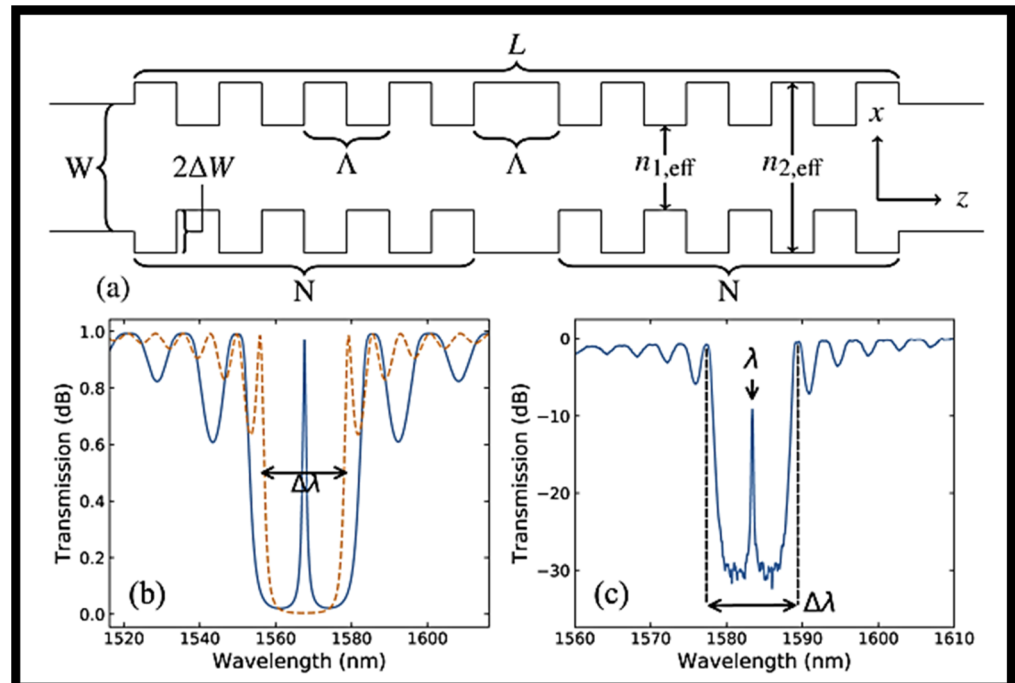 L
W
2ΔW
Λ
Λ
n1,eff
n2,eff
x
z
N
N
(a)
1.0
0.8
0.6
0.4
0.2
0.0
Transmission (dB)
Δλ
(b)
1520
1540
1560
1580
1600
Wavelength (nm)
0
−10
−20
−30
Transmission (dB)
λ
Δλ
(c)
1560
1570
1580
1590
1600
1610
Wavelength (nm)